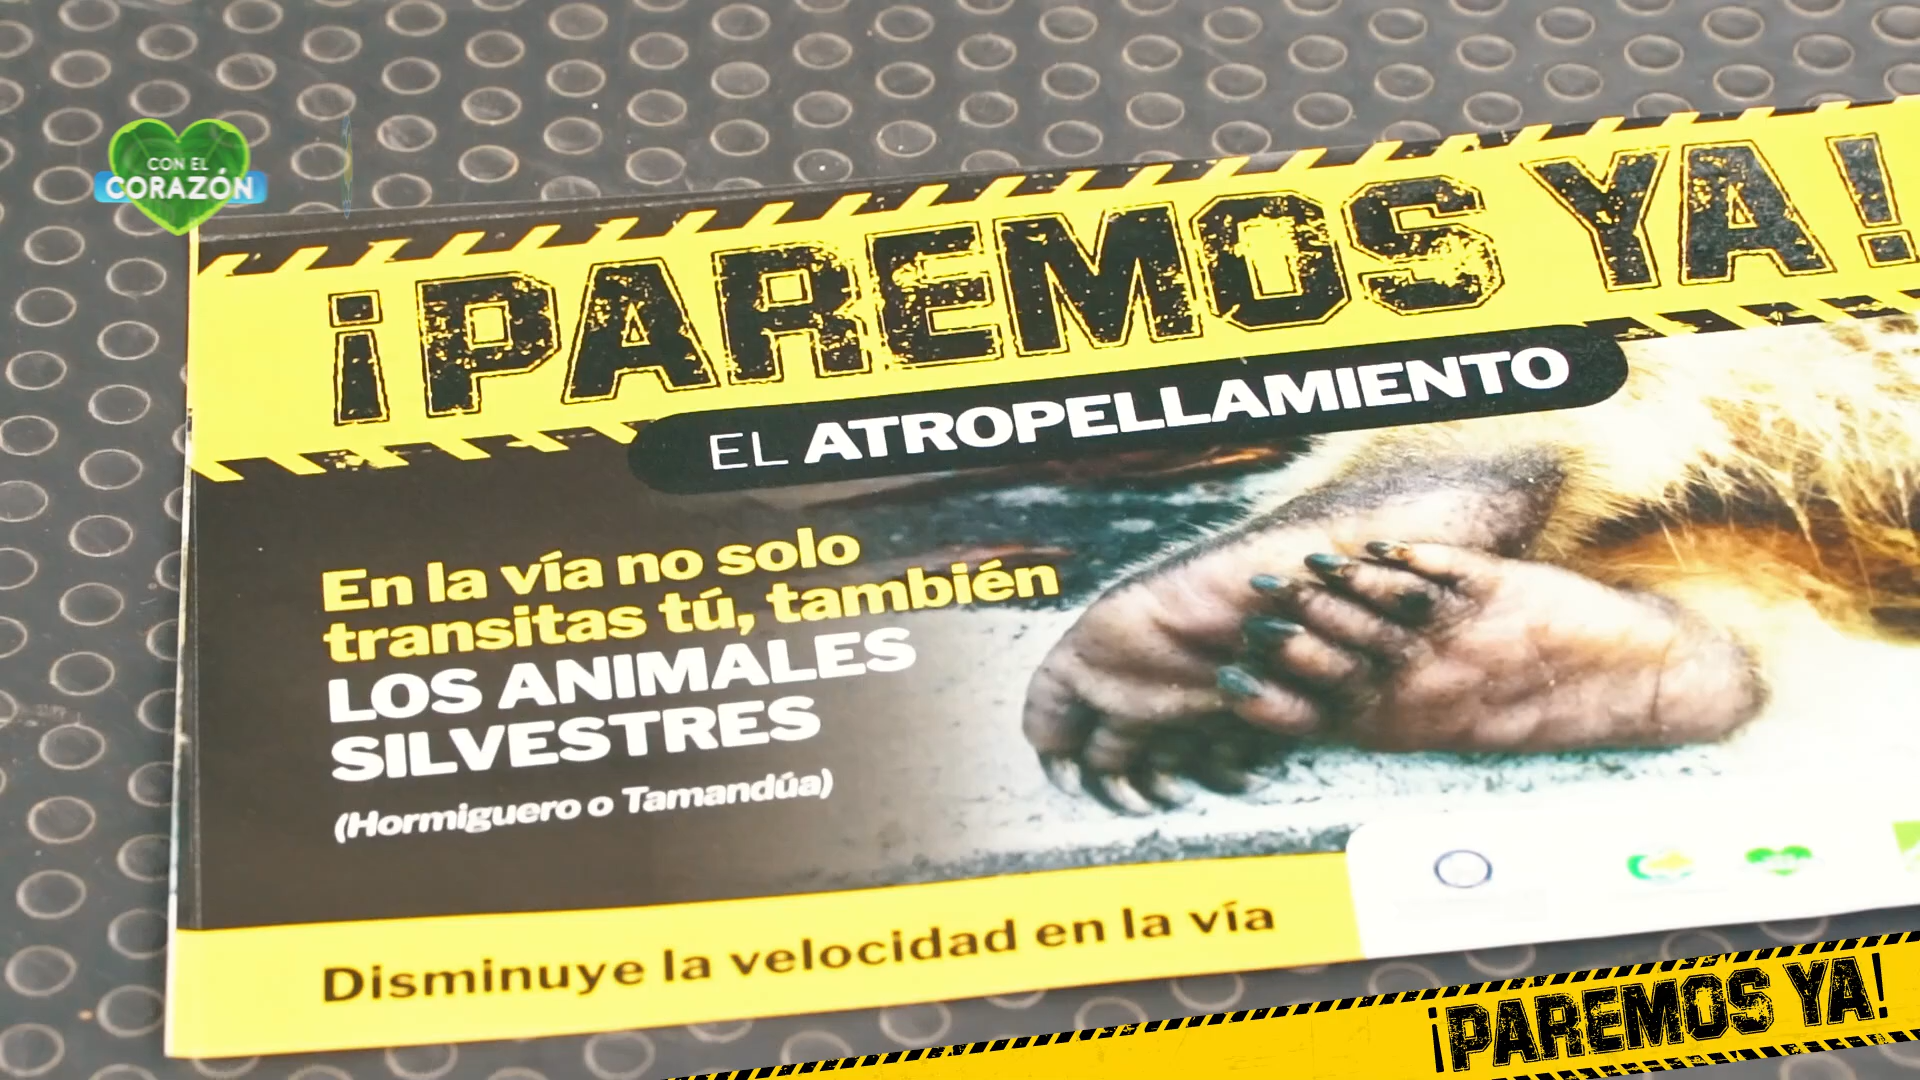 CON EL
CORAZÓN
¡PAREMOS YA!
EL ATROPELLAMIENTO
En la vía no solo
transitas tú, también
LOS ANIMALES
SILVESTRES
(Hormiguero o Tamandúa)
Disminuye la velocidad en la vía
¡PAREMOS YA!